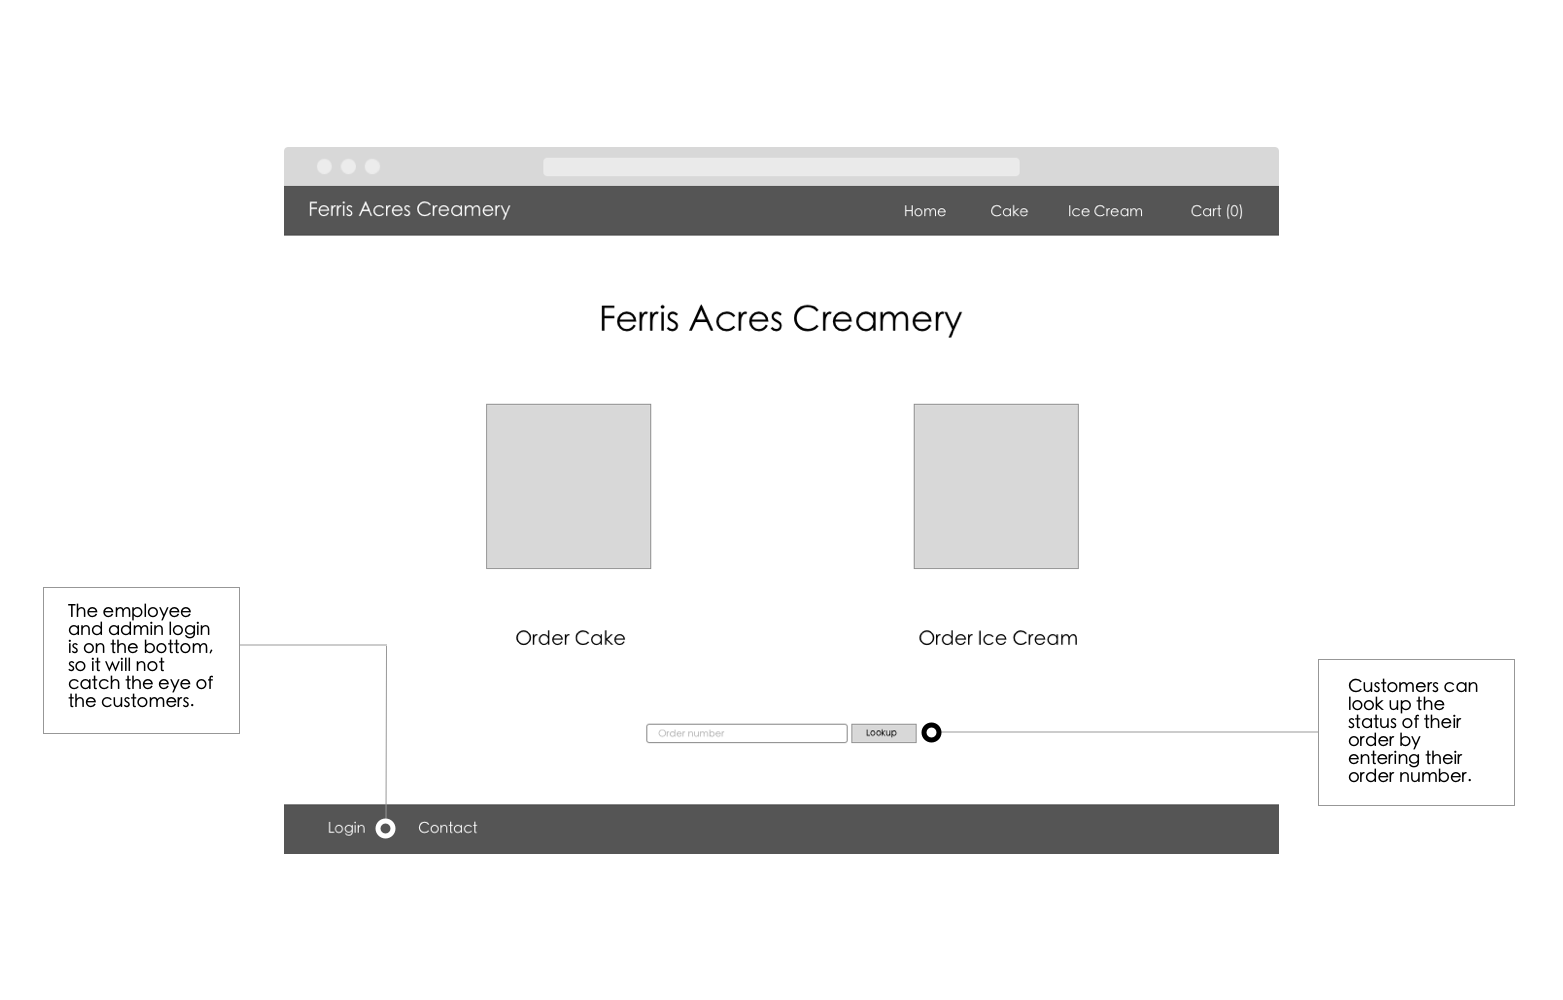 Ferris Acres Creamery
Home
Cake
Ice Cream
Cart (0)
Ferris Acres Creamery
Order Cake
Order Ice Cream
The employee
and admin login
is on the bottom,
so it will not
catch the eye of
the customers.
Customers can
look up the
status of their
order by
entering their
order number.
Order number
Lookup
Login
Contact